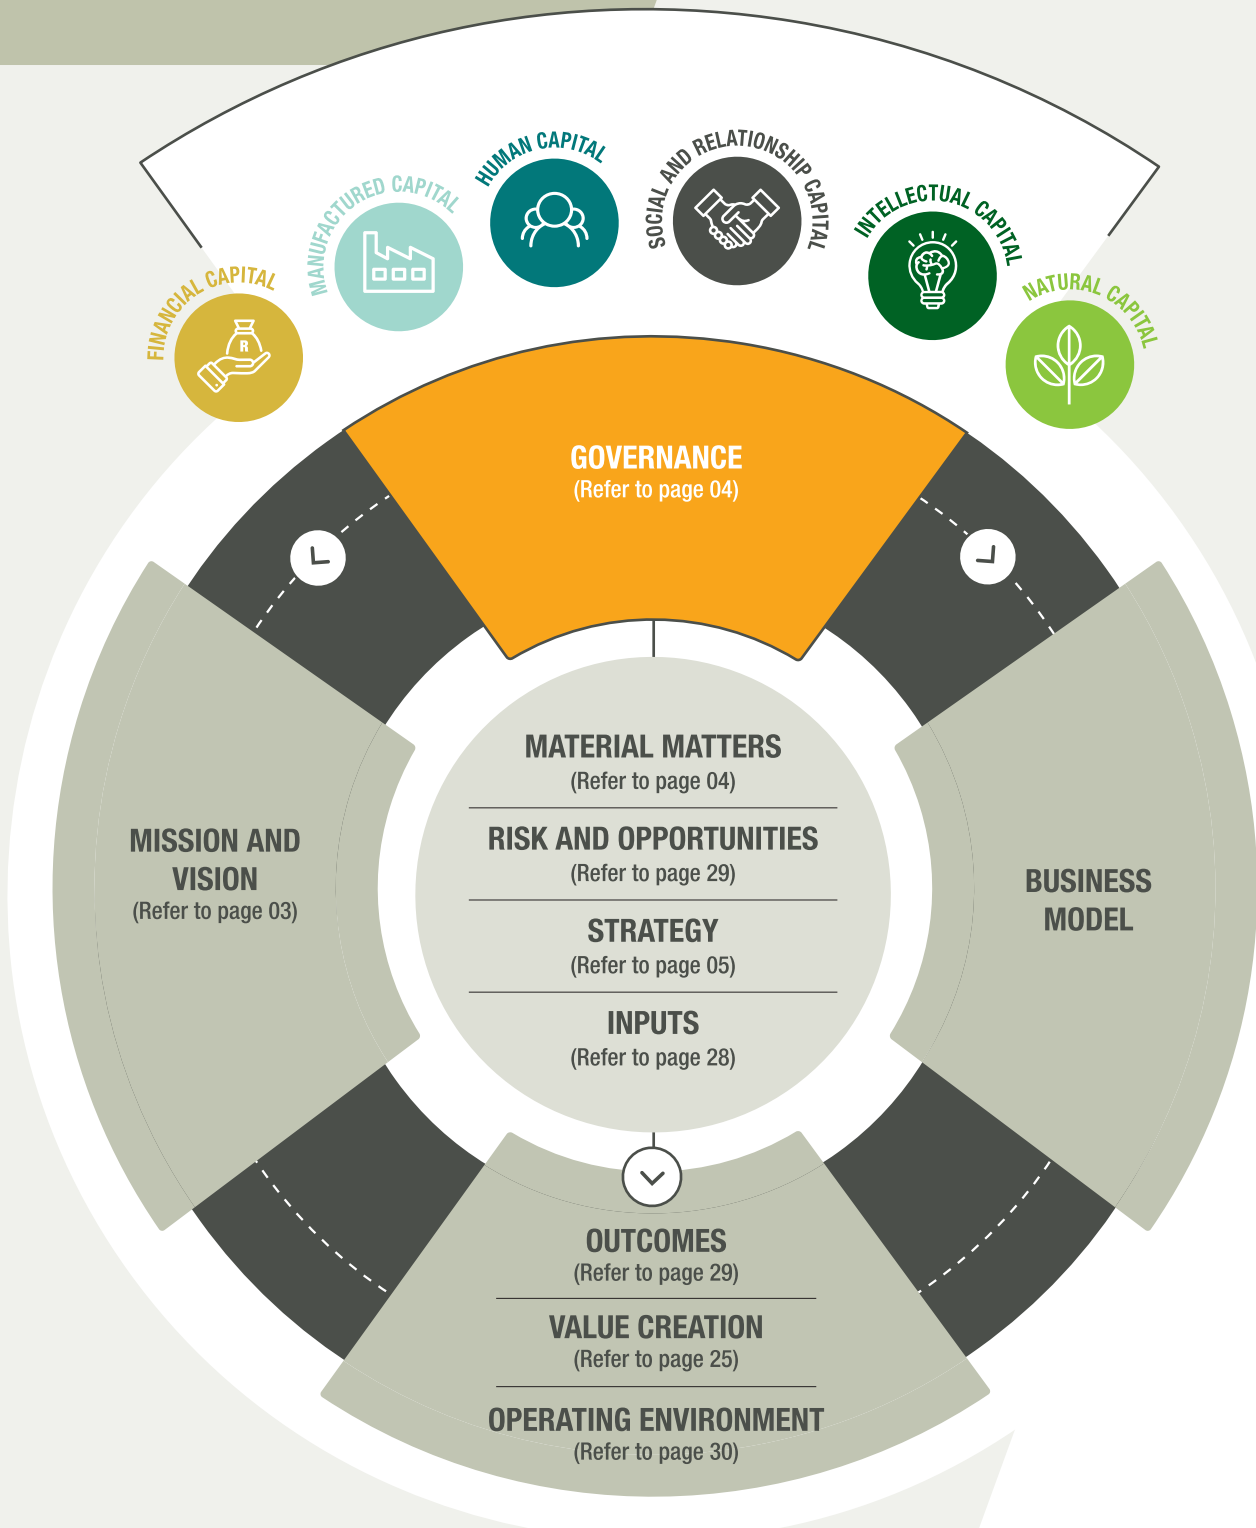 FINANCIAL CAPITAL
MANUFACTURED CAPITAL
HUMAN CAPITAL
SOCIAL AND RELATIONSHIP CAPITAL
INTELLECTUAL CAPITAL
NATURAL CAPITAL
R
GOVERNANCE
(Refer to page 04)
MATERIAL MATTERS
(Refer to page 04)
RISK AND OPPORTUNITIES
(Refer to page 29)
STRATEGY
(Refer to page 05)
INPUTS
(Refer to page 28)
MISSION AND
VISION
(Refer to page 03)
BUSINESS
MODEL
OUTCOMES
(Refer to page 29)
VALUE CREATION
(Refer to page 25)
OPERATING ENVIRONMENT
(Refer to page 30)